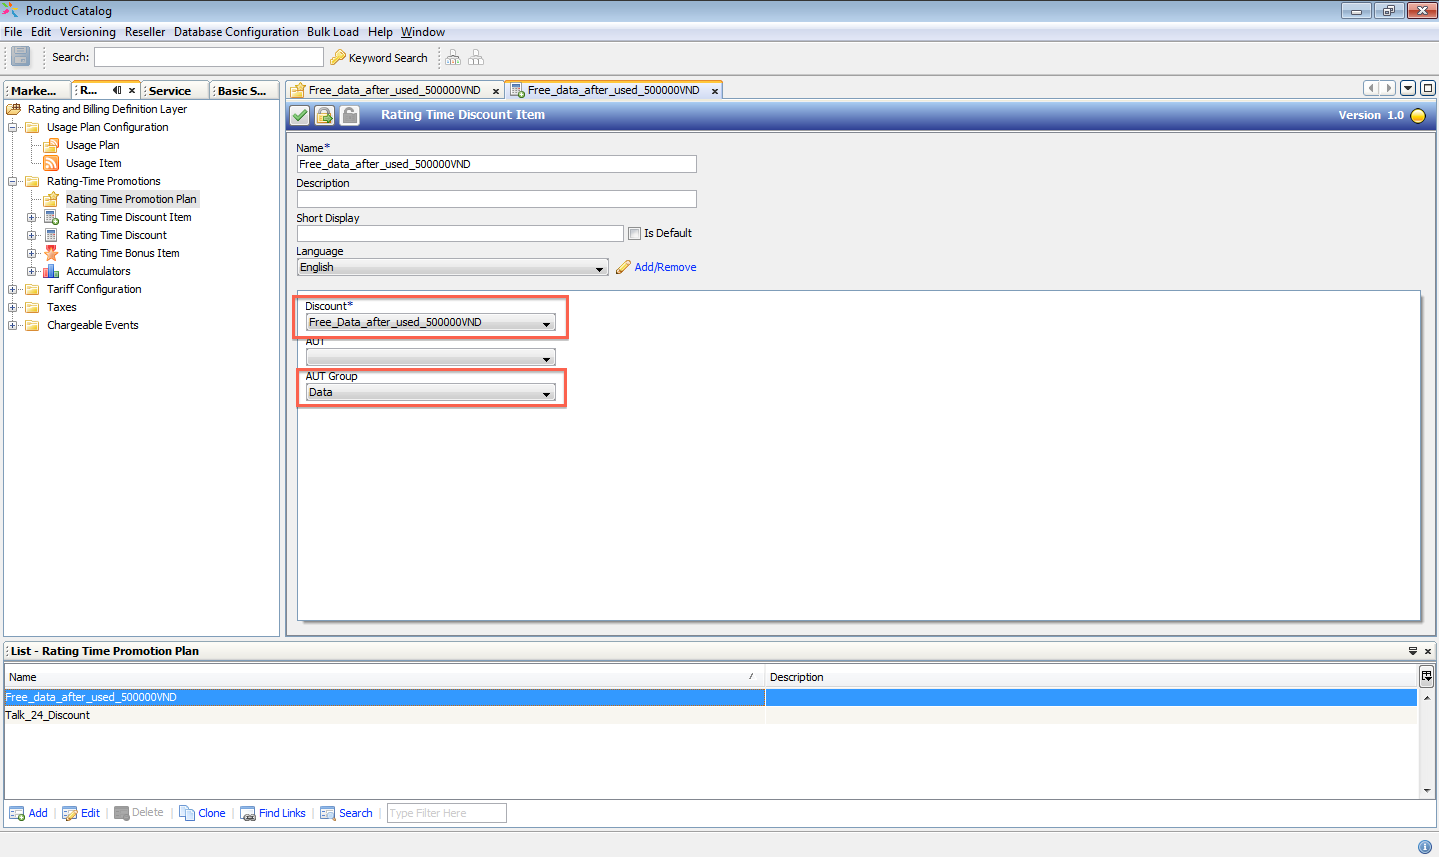 Product Catalog
File Edit Versioning Reseller Database Configuration Bulk Load Help Window
Search: Keyword Search
Marke... R... Service Basic S...
Rating and Billing Definition Layer
Usage Plan Configuration
Usage Plan
Usage Item
Rating-Time Promotions
Rating Time Promotion Plan
Rating Time Discount Item
Rating Time Discount
Rating Time Bonus Item
Accumulators
Tariff Configuration
Taxes
Chargeable Events
Free_data_after_used_500000VND Free_data_after_used_500000VND
Rating Time Discount Item Version 1.0
Name*
Free_data_after_used_500000VND
Description
Short Display
Is Default
Language
English Add/Remove
Discount*
Free_Data_after_used_500000VND
AUT
AUT Group
Data
List - Rating Time Promotion Plan
Name Description
Free_data_after_used_500000VND
Talk_24_Discount
Add Edit Delete Clone Find Links Search Type Filter Here